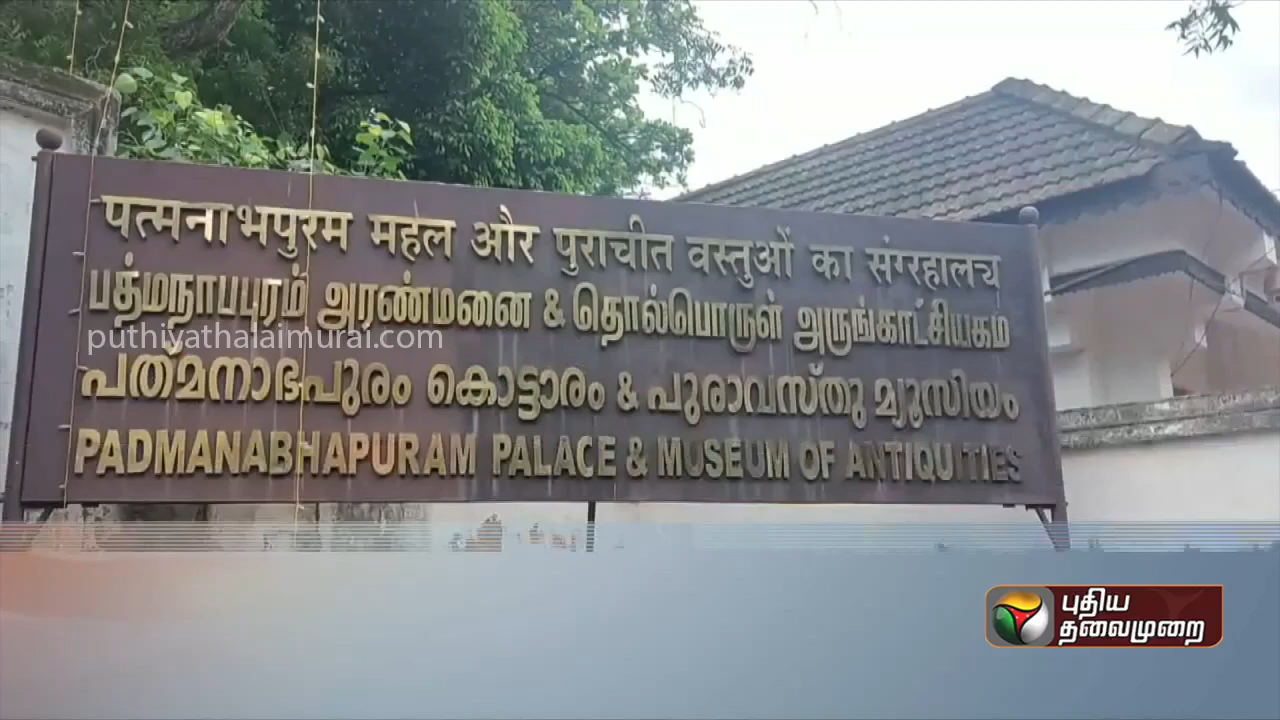 पत्मनाभपुरम महल और पुराचीत वस्तुओं का संग्रहालय
பத்மநாபபுரம் அரண்மனை & தொல்பொருள் அருங்காட்சியகம்
puthiyathalaimurai.com
പത്മനാഭപുരം കൊട്ടാരം & പുരാവസ്തു മ്യൂസിയം
PADMANABHAPURAM PALACE & MUSEUM OF ANTIQUITIES
புதிய
தலைமுறை